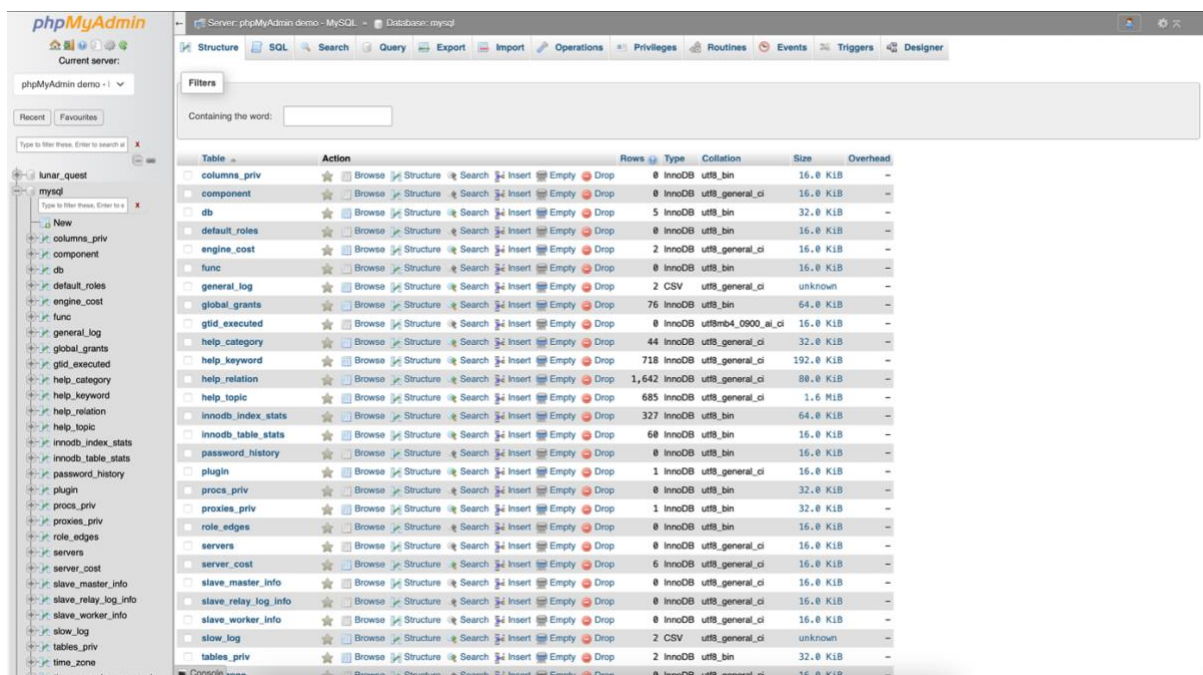 phpMyAdmin
Current server:
phpMyAdmin demo - 
Recent Favourites
Type to filter these, Enter to search al X
lunar_quest
mysql
Type to filter these, Enter to s X
New
columns_priv
component
db
default_roles
engine_cost
func
general_log
global_grants
gtid_executed
help_category
help_keyword
help_relation
help_topic
innodb_index_stats
innodb_table_stats
password_history
plugin
procs_priv
proxies_priv
role_edges
servers
server_cost
slave_master_info
slave_relay_log_info
slave_worker_info
slow_log
tables_priv
time_zone
Server: phpMyAdmin demo - MySQL » Database: mysql
Structure SQL Search Query Export Import Operations Privileges Routines Events Triggers Designer
Filters
Containing the word:
Table Action Rows Type Collation Size Overhead
columns_priv Browse Structure Search Insert Empty Drop 0 InnoDB utf8_bin 16.0 KiB -
component Browse Structure Search Insert Empty Drop 0 InnoDB utf8_general_ci 16.0 KiB -
db Browse Structure Search Insert Empty Drop 5 InnoDB utf8_bin 32.0 KiB -
default_roles Browse Structure Search Insert Empty Drop 0 InnoDB utf8_bin 16.0 KiB -
engine_cost Browse Structure Search Insert Empty Drop 2 InnoDB utf8_general_ci 16.0 KiB -
func Browse Structure Search Insert Empty Drop 0 InnoDB utf8_bin 16.0 KiB -
general_log Browse Structure Search Insert Empty Drop 2 CSV utf8_general_ci unknown -
global_grants Browse Structure Search Insert Empty Drop 76 InnoDB utf8_bin 64.0 KiB -
gtid_executed Browse Structure Search Insert Empty Drop 0 InnoDB utf8mb4_0900_ai_ci 16.0 KiB -
help_category Browse Structure Search Insert Empty Drop 44 InnoDB utf8_general_ci 32.0 KiB -
help_keyword Browse Structure Search Insert Empty Drop 718 InnoDB utf8_general_ci 192.0 KiB -
help_relation Browse Structure Search Insert Empty Drop 1,642 InnoDB utf8_general_ci 80.0 KiB -
help_topic Browse Structure Search Insert Empty Drop 685 InnoDB utf8_general_ci 1.6 MiB -
innodb_index_stats Browse Structure Search Insert Empty Drop 327 InnoDB utf8_bin 64.0 KiB -
innodb_table_stats Browse Structure Search Insert Empty Drop 60 InnoDB utf8_bin 16.0 KiB -
password_history Browse Structure Search Insert Empty Drop 0 InnoDB utf8_bin 16.0 KiB -
plugin Browse Structure Search Insert Empty Drop 1 InnoDB utf8_general_ci 16.0 KiB -
procs_priv Browse Structure Search Insert Empty Drop 0 InnoDB utf8_bin 32.0 KiB -
proxies_priv Browse Structure Search Insert Empty Drop 1 InnoDB utf8_bin 32.0 KiB -
role_edges Browse Structure Search Insert Empty Drop 0 InnoDB utf8_bin 16.0 KiB -
servers Browse Structure Search Insert Empty Drop 0 InnoDB utf8_general_ci 16.0 KiB -
server_cost Browse Structure Search Insert Empty Drop 6 InnoDB utf8_general_ci 16.0 KiB -
slave_master_info Browse Structure Search Insert Empty Drop 0 InnoDB utf8_general_ci 16.0 KiB -
slave_relay_log_info Browse Structure Search Insert Empty Drop 0 InnoDB utf8_general_ci 16.0 KiB -
slave_worker_info Browse Structure Search Insert Empty Drop 0 InnoDB utf8_general_ci 16.0 KiB -
slow_log Browse Structure Search Insert Empty Drop 2 CSV utf8_general_ci unknown -
tables_priv Browse Structure Search Insert Empty Drop 2 InnoDB utf8_bin 32.0 KiB -
Console